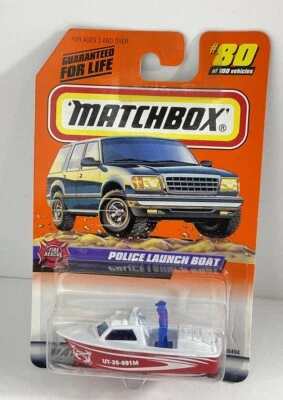 FOR AGES 3 AND OVER
GUARANTEED
FOR LIFE
#80
of 100 vehicles
'MATCHBOX'®
FIRE
RESCUE
POLICE LAUNCH BOAT
UT-35-091M